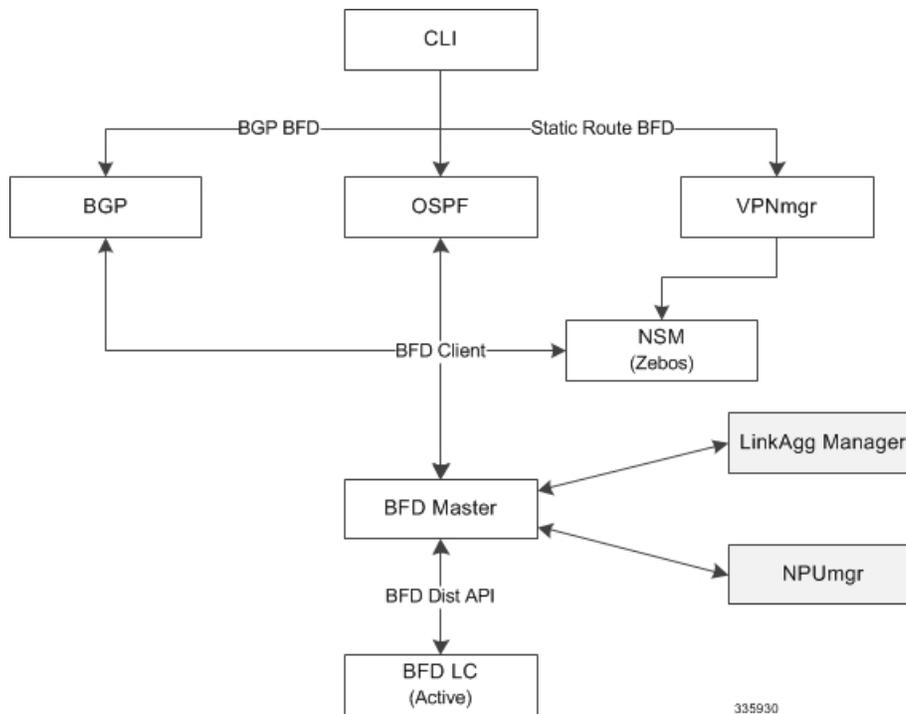 CLI
BGP BFD
Static Route BFD
BGP
OSPF
VPNmgr
BFD Client
NSM
(Zebos)
LinkAgg Manager
BFD Master
NPUmgr
BFD Dist API
BFD LC
(Active)
335930